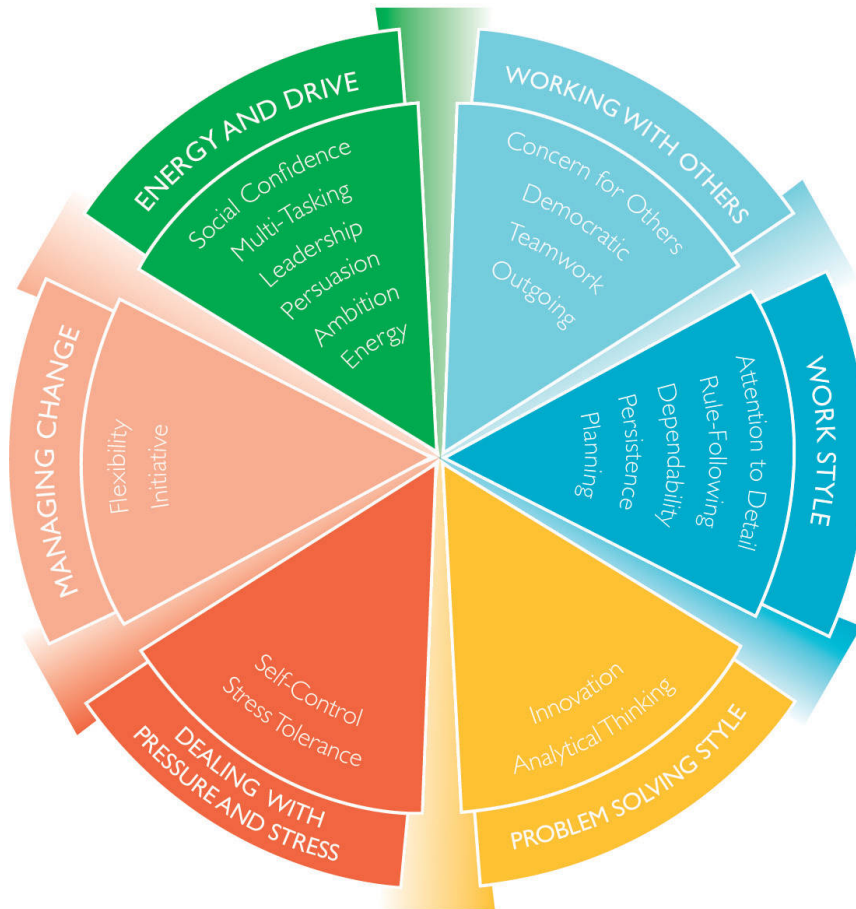 ENERGY AND DRIVE
Social Confidence
Multi-Tasking
Leadership
Persuasion
Ambition
Energy
WORKING WITH OTHERS
Concern for Others
Democratic
Teamwork
Outgoing
WORK STYLE
Attention to Detail
Rule-Following
Dependability
Persistence
Planning
PROBLEM SOLVING STYLE
Innovation
Analytical Thinking
DEALING WITH
PRESSURE AND STRESS
Self-Control
Stress Tolerance
MANAGING CHANGE
Flexibility
Initiative